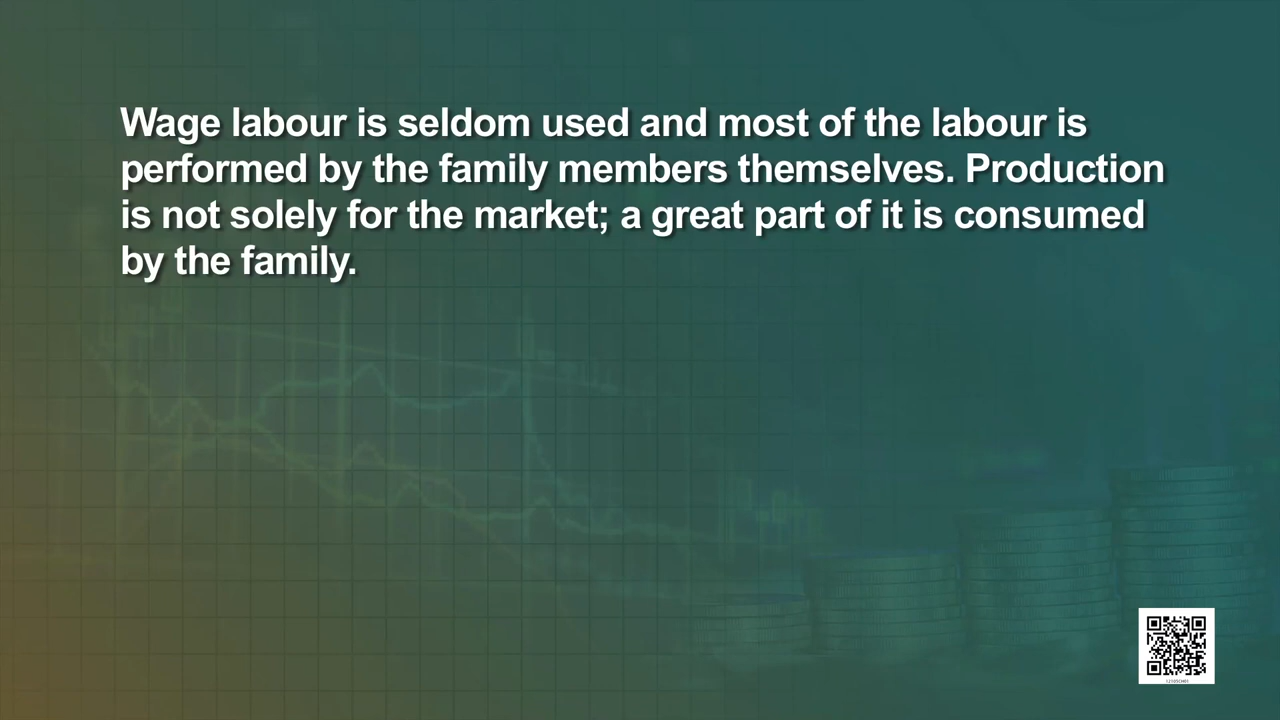 Wage labour is seldom used and most of the labour is
performed by the family members themselves. Production
is not solely for the market; a great part of it is consumed
by the family.